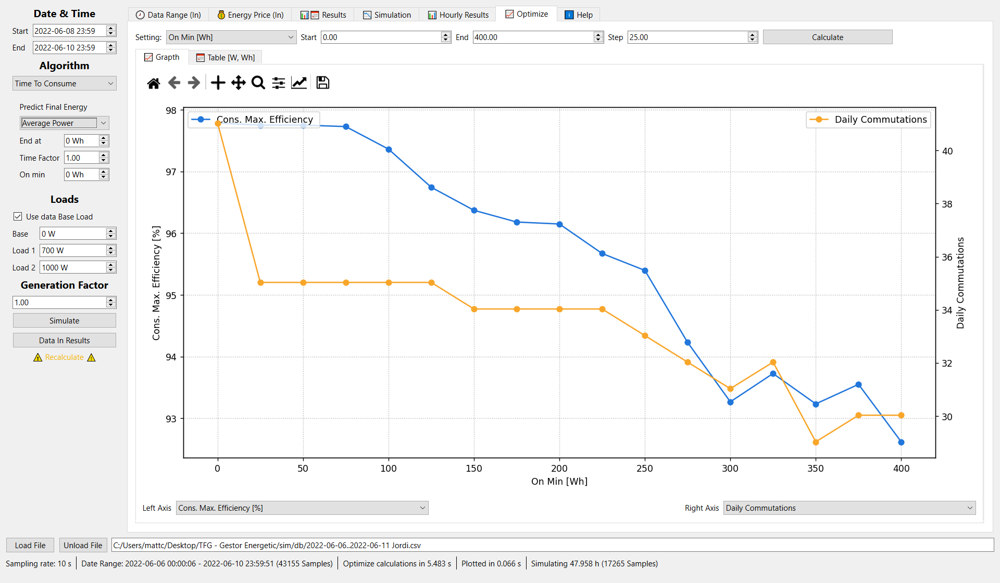 Date & Time
Start 2022-06-08 23:59
End 2022-06-10 23:59
Algorithm
Time To Consume
Predict Final Energy
Average Power
End at 0 Wh
Time Factor 1.00
On min 0 Wh
Loads
Use data Base Load
Base 0 W
Load 1 700 W
Load 2 1000 W
Generation Factor
1.00
Simulate
Data In Results
Recalculate
Data Range (In) Energy Price (In) Results Simulation Hourly Results Optimize Help
Setting: On Min [Wh] Start 0.00 End 400.00 Step 25.00 Calculate
Grapth Table [W, Wh]
Cons. Max. Efficiency Daily Commutations
98
97
96
95
94
93
Cons. Max. Efficiency [%]
40
38
36
34
32
30
Daily Commutations
0 50 100 150 200 250 300 350 400
On Min [Wh]
Left Axis Cons. Max. Efficiency [%] Right Axis Daily Commutations
Load File Unload File C:/Users/mattc/Desktop/TFG - Gestor Energetic/sim/db/2022-06-06..2022-06-11 Jordi.csv
Sampling rate: 10 s Date Range: 2022-06-06 00:00:06 - 2022-06-10 23:59:51 (43155 Samples) Optimize calculations in 5.483 s Plotted in 0.066 s Simulating 47.958 h (17265 Samples)